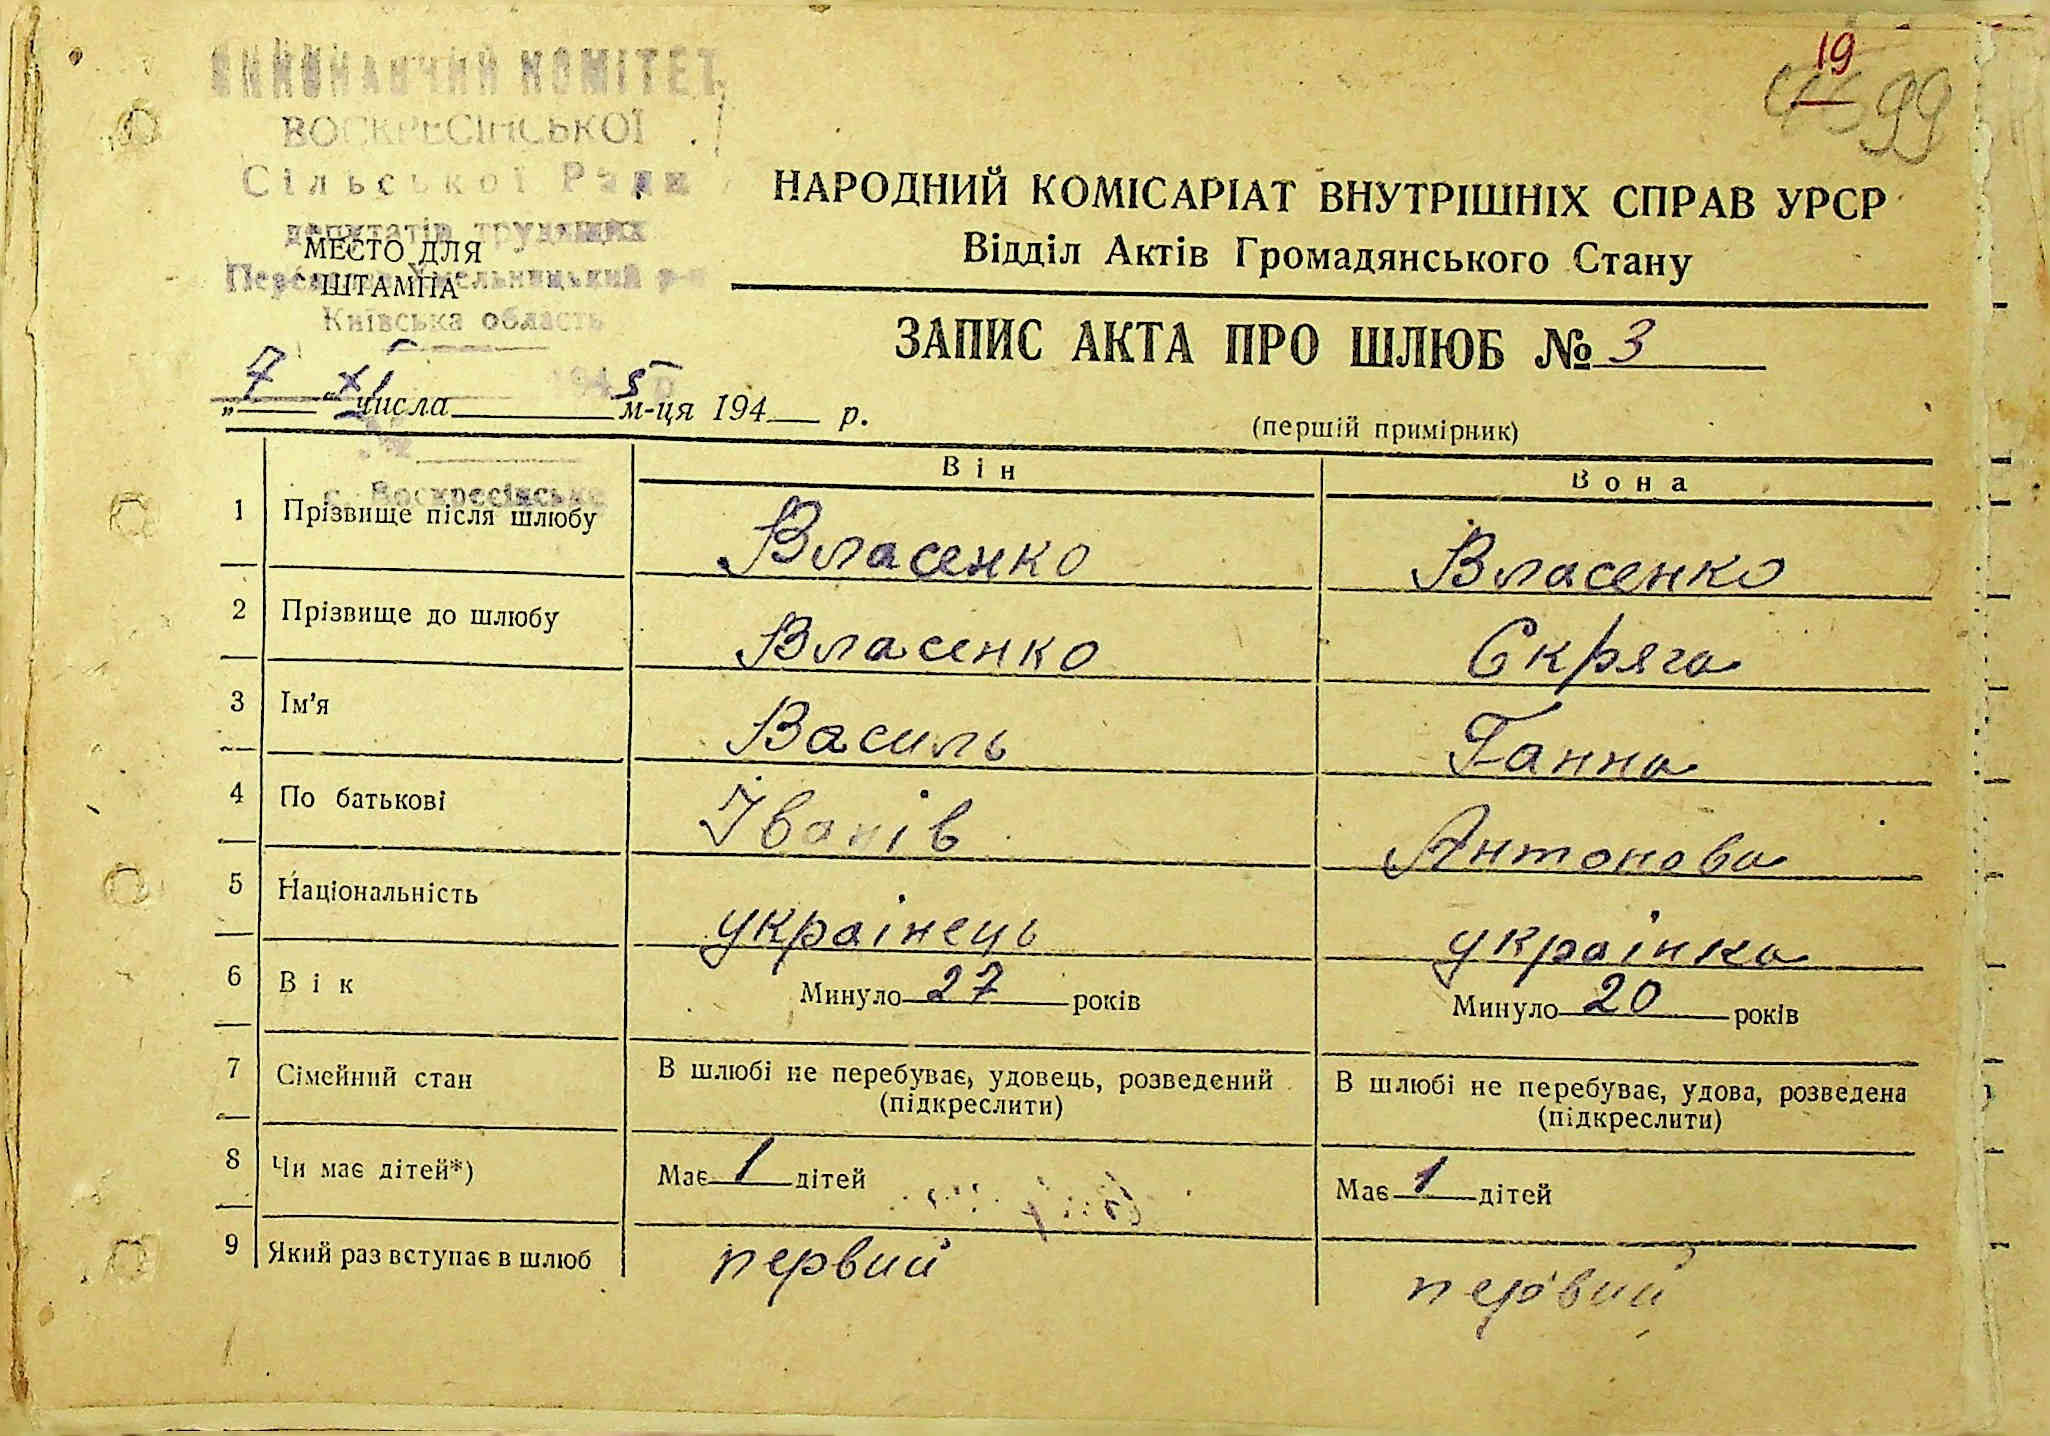 ВИКОНАВЧИЙ КОМІТЕТ
ВОСКРЕСІНСЬКОЇ
Сільської Ради
депутатів трудящих
МЕСТО ДЛЯ
ШТАМПА
Київська область
19
99
НАРОДНИЙ КОМІСАРІАТ ВНУТРІШНІХ СПРАВ УРСР
Відділ Актів Громадянського Стану
ЗАПИС АКТА ПРО ШЛЮБ № 3
„ 7 “ XI числа м-ця 194 5 р.
(першій примірник)
с. Воскресінське
Він Вона
1 Прізвище після шлюбу Власенко Власенко
2 Прізвище до шлюбу Власенко Скряга
3 Ім’я Василь Ганна
4 По батькові Іванів Антонова
5 Національність украінець украінка
6 Вік Минуло 27 років Минуло 20 років
7 Сімейний стан В шлюбі не перебуває, удовець, розведений В шлюбі не перебуває, удова, розведена
(підкреслити) (підкреслити)
8 Чи має дітей*) Має 1 дітей Має 1 дітей
9 Який раз вступає в шлюб первий первий